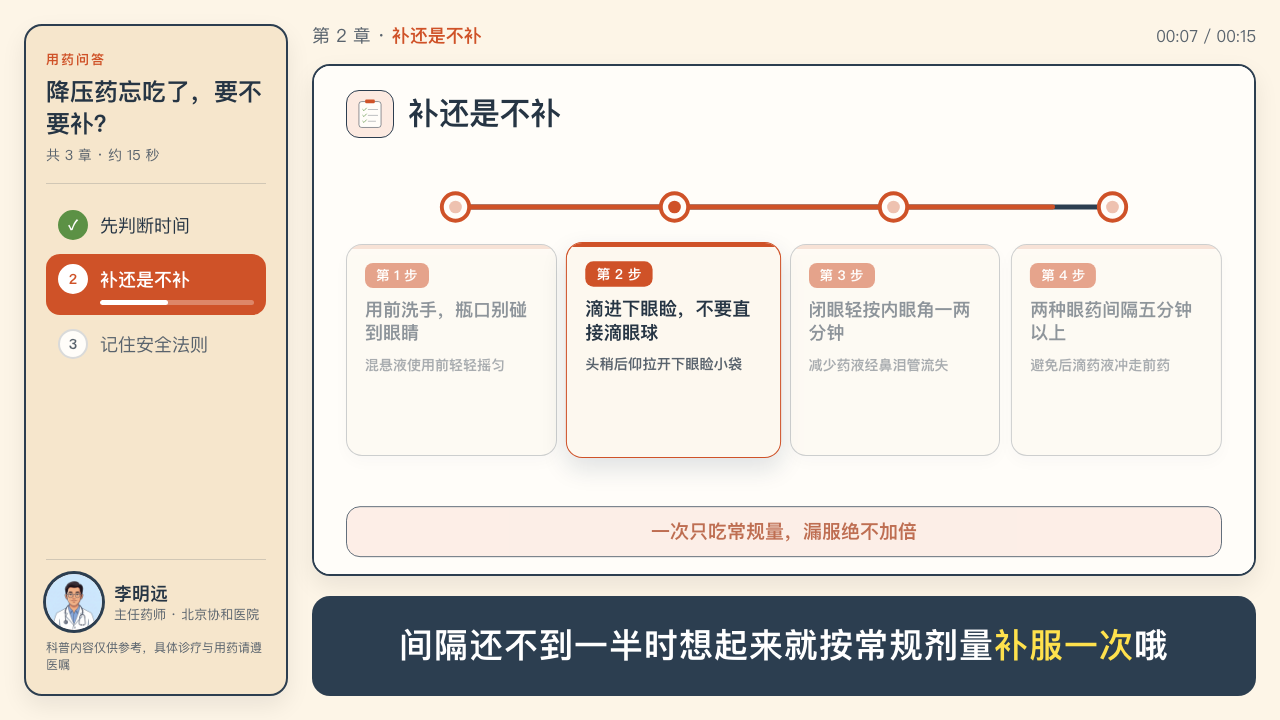 用药问答
降压药忘吃了，要不
要补？
共 3 章 · 约 15 秒
✓ 先判断时间
2 补还是不补
3 记住安全法则
李明远
主任药师 · 北京协和医院
科普内容仅供参考，具体诊疗与用药请遵
医嘱
第 2 章 · 补还是不补
00:07 / 00:15
补还是不补
第 1 步
用前洗手，瓶口别碰
到眼睛
混悬液使用前轻轻摇匀
第 2 步
滴进下眼睑，不要直
接滴眼球
头稍后仰拉开下眼睑小袋
第 3 步
闭眼轻按内眼角一两
分钟
减少药液经鼻泪管流失
第 4 步
两种眼药间隔五分钟
以上
避免后滴药液冲走前药
一次只吃常规量，漏服绝不加倍
间隔还不到一半时想起来就按常规剂量补服一次哦